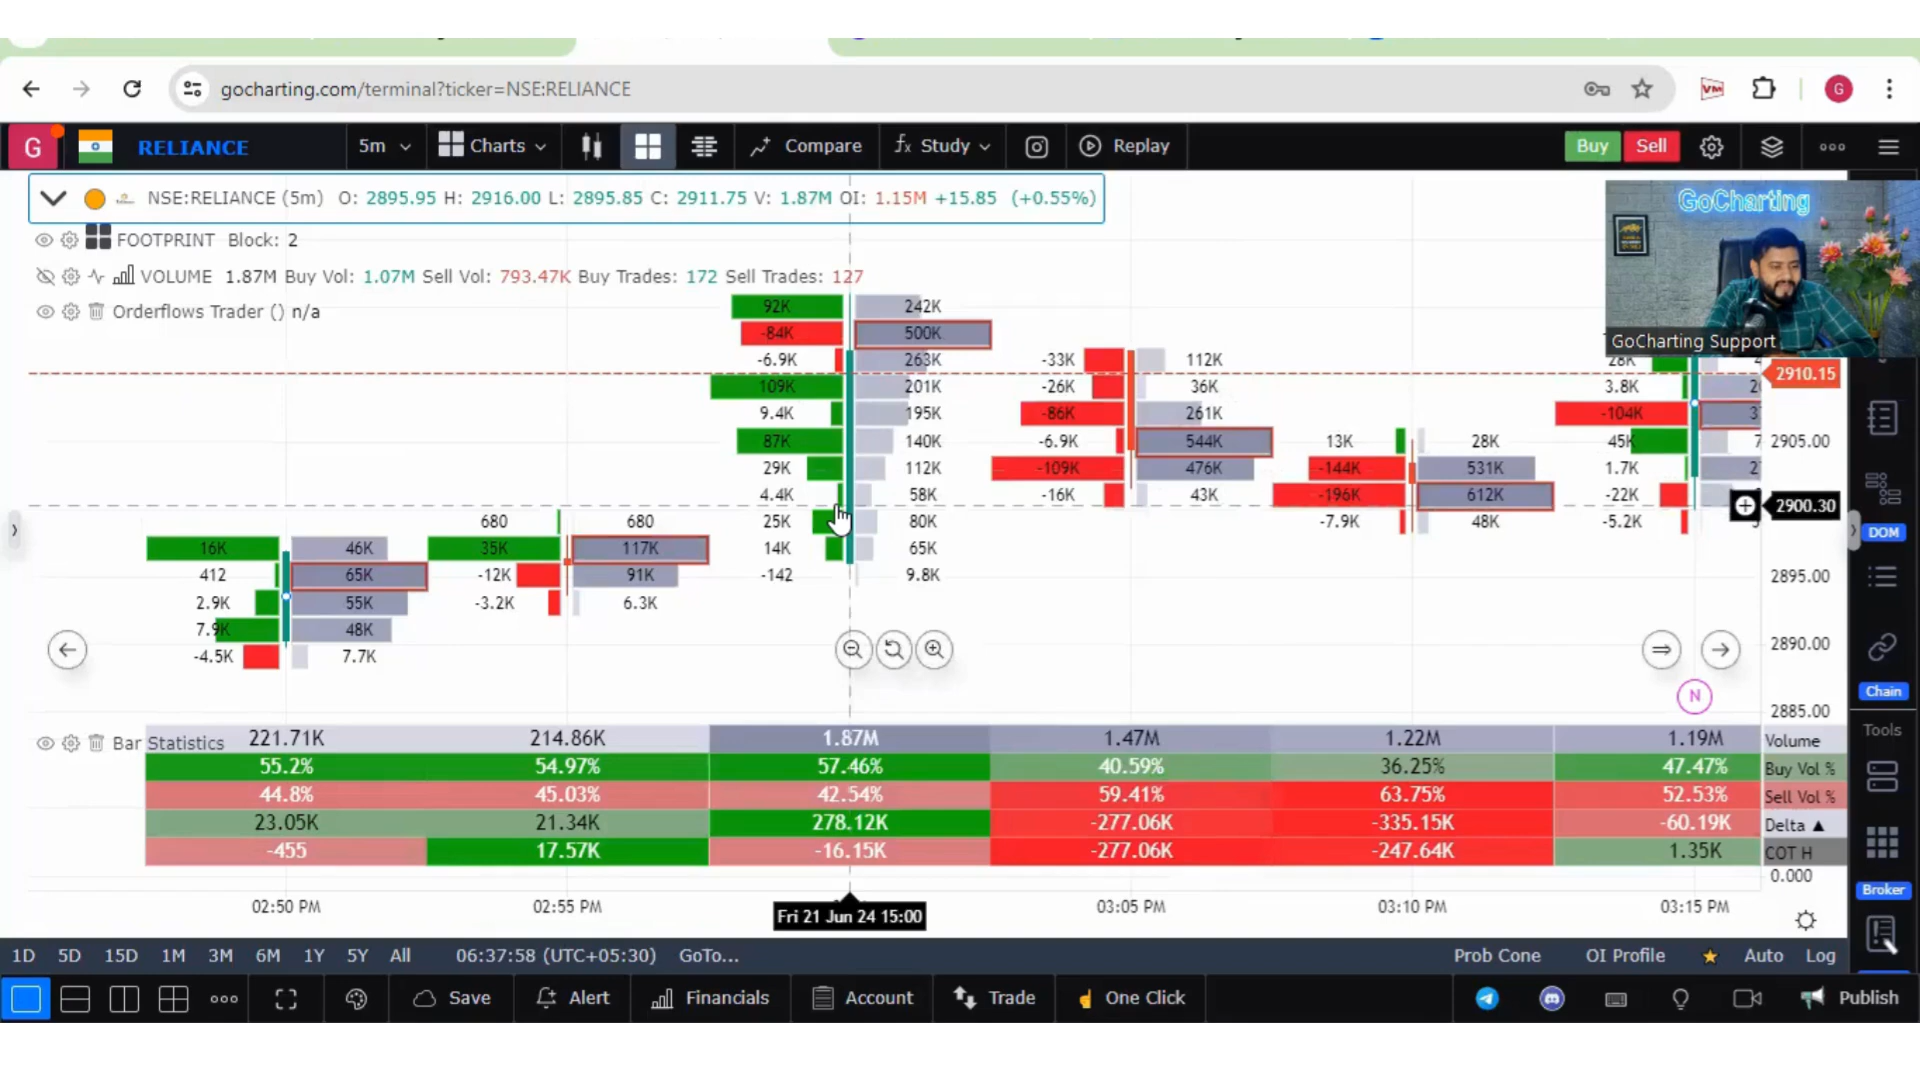 gocharting.com/terminal?ticker=NSE:RELIANCE
G
G RELIANCE 5m Charts Compare fx Study Replay Buy Sell
NSE:RELIANCE (5m) O: 2895.95 H: 2916.00 L: 2895.85 C: 2911.75 V: 1.87M OI: 1.15M +15.85 (+0.55%)
GoCharting
FOOTPRINT Block: 2
VOLUME 1.87M Buy Vol: 1.07M Sell Vol: 793.47K Buy Trades: 172 Sell Trades: 127
Orderflows Trader () n/a
92K 242K
-84K 500K
GoCharting Support
-6.9K 263K -33K 112K 28K
2910.15
109K 201K -26K 36K 3.8K
9.4K 195K -86K 261K -104K
87K 140K -6.9K 544K 13K 28K 45K 2905.00
29K 112K -109K 476K -144K 531K 1.7K
4.4K 58K -16K 43K -196K 612K -22K
2900.30
680 680 25K 80K -7.9K 48K -5.2K
DOM
16K 46K 35K 117K 14K 65K
412 65K -12K 91K -142 9.8K 2895.00
2.9K 55K -3.2K 6.3K
7.9K 48K 2890.00
-4.5K 7.7K
Chain
N
2885.00
Tools
Bar Statistics 221.71K 214.86K 1.87M 1.47M 1.22M 1.19M Volume
55.2% 54.97% 57.46% 40.59% 36.25% 47.47% Buy Vol %
44.8% 45.03% 42.54% 59.41% 63.75% 52.53% Sell Vol %
23.05K 21.34K 278.12K -277.06K -335.15K -60.19K Delta ▲
-455 17.57K -16.15K -277.06K -247.64K 1.35K COT H
0.000
Broker
02:50 PM 02:55 PM Fri 21 Jun 24 15:00 03:05 PM 03:10 PM 03:15 PM
1D 5D 15D 1M 3M 6M 1Y 5Y All 06:37:58 (UTC+05:30) GoTo... Prob Cone OI Profile Auto Log
Save Alert Financials Account Trade One Click Publish